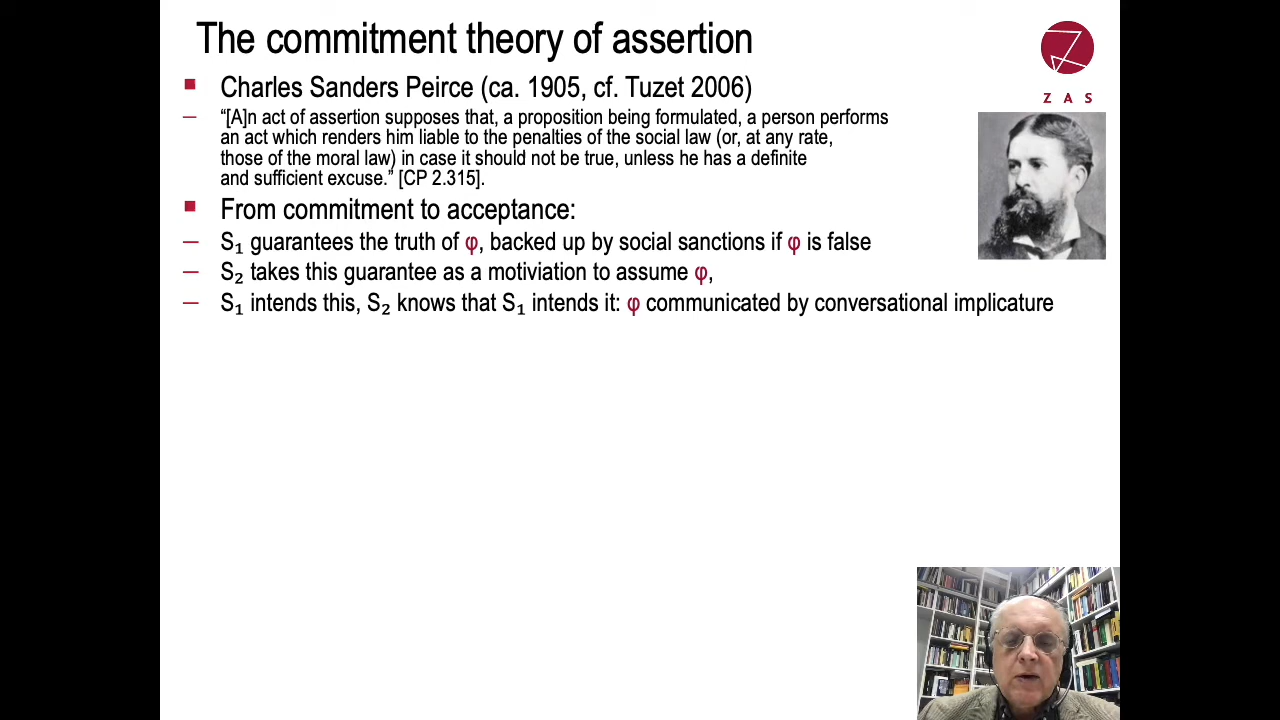 The commitment theory of assertion
Z A S
Charles Sanders Peirce (ca. 1905, cf. Tuzet 2006)
– “[A]n act of assertion supposes that, a proposition being formulated, a person performs
an act which renders him liable to the penalties of the social law (or, at any rate,
those of the moral law) in case it should not be true, unless he has a definite
and sufficient excuse.” [CP 2.315].
From commitment to acceptance:
– S₁ guarantees the truth of φ, backed up by social sanctions if φ is false
– S₂ takes this guarantee as a motiviation to assume φ,
– S₁ intends this, S₂ knows that S₁ intends it: φ communicated by conversational implicature